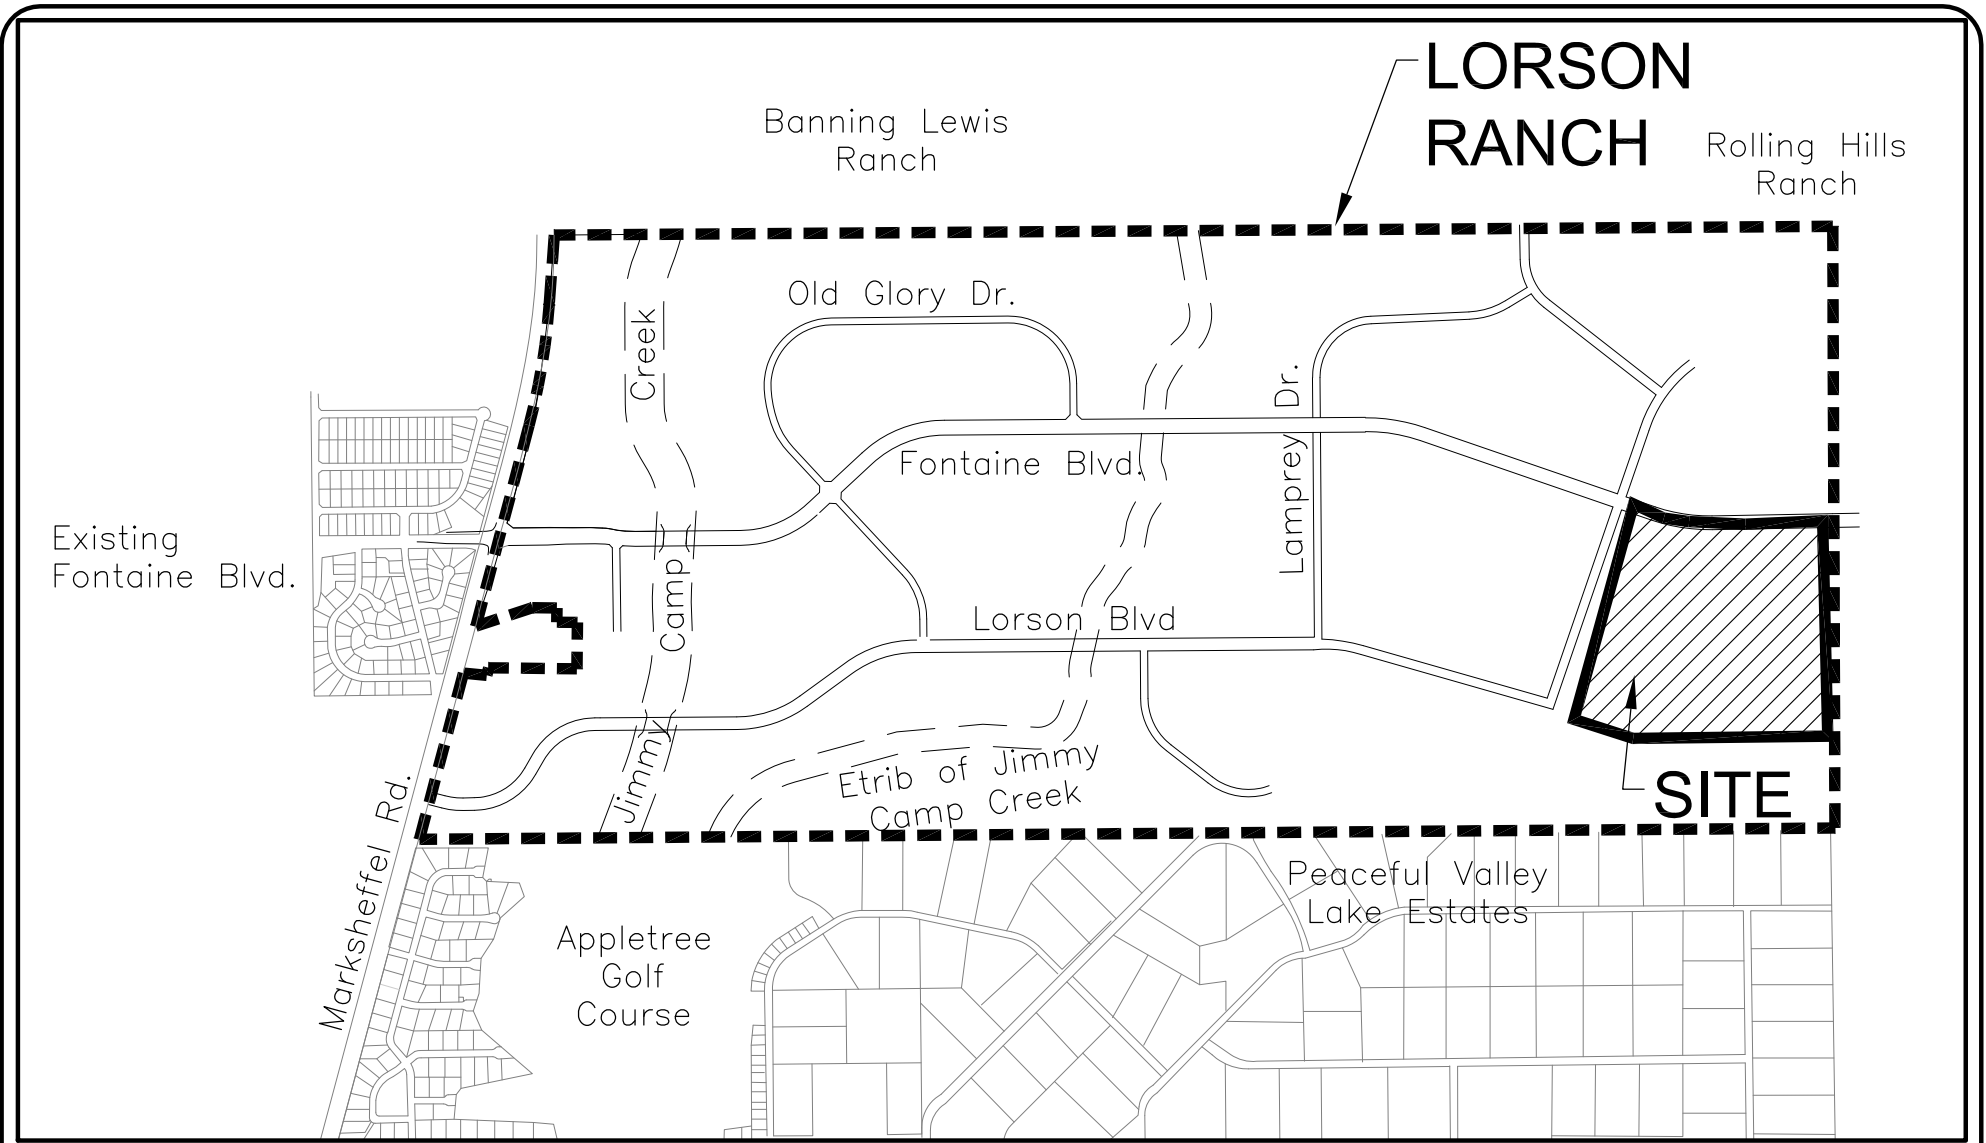 LORSON
RANCH
Banning Lewis
Ranch
Rolling Hills
Ranch
Old Glory Dr.
Creek
Lamprey Dr.
Fontaine Blvd.
Existing
Fontaine Blvd.
Camp
Lorson Blvd
Jimmy
Etrib of Jimmy
Camp Creek
SITE
Marksheffel Rd.
Peaceful Valley
Lake Estates
Appletree
Golf
Course